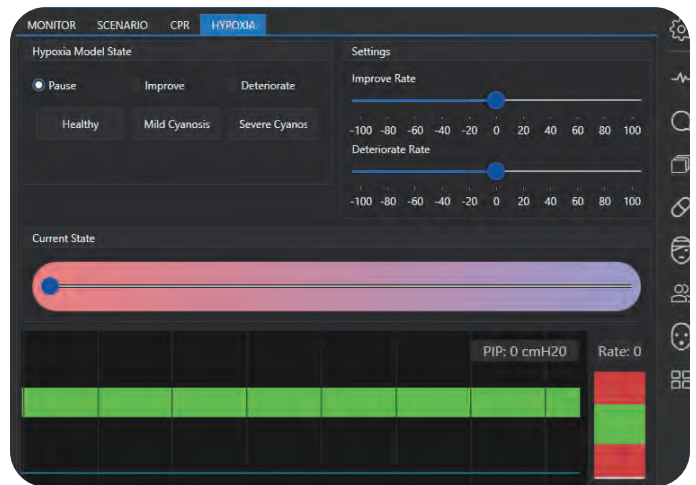 MONITOR SCENARIO CPR HYPOXIA
Hypoxia Model State
Pause Improve Deteriorate
Healthy Mild Cyanosis Severe Cyanos
Settings
Improve Rate
-100 -80 -60 -40 -20 0 20 40 60 80 100
Deteriorate Rate
-100 -80 -60 -40 -20 0 20 40 60 80 100
Current State
PIP: 0 cmH20 Rate: 0